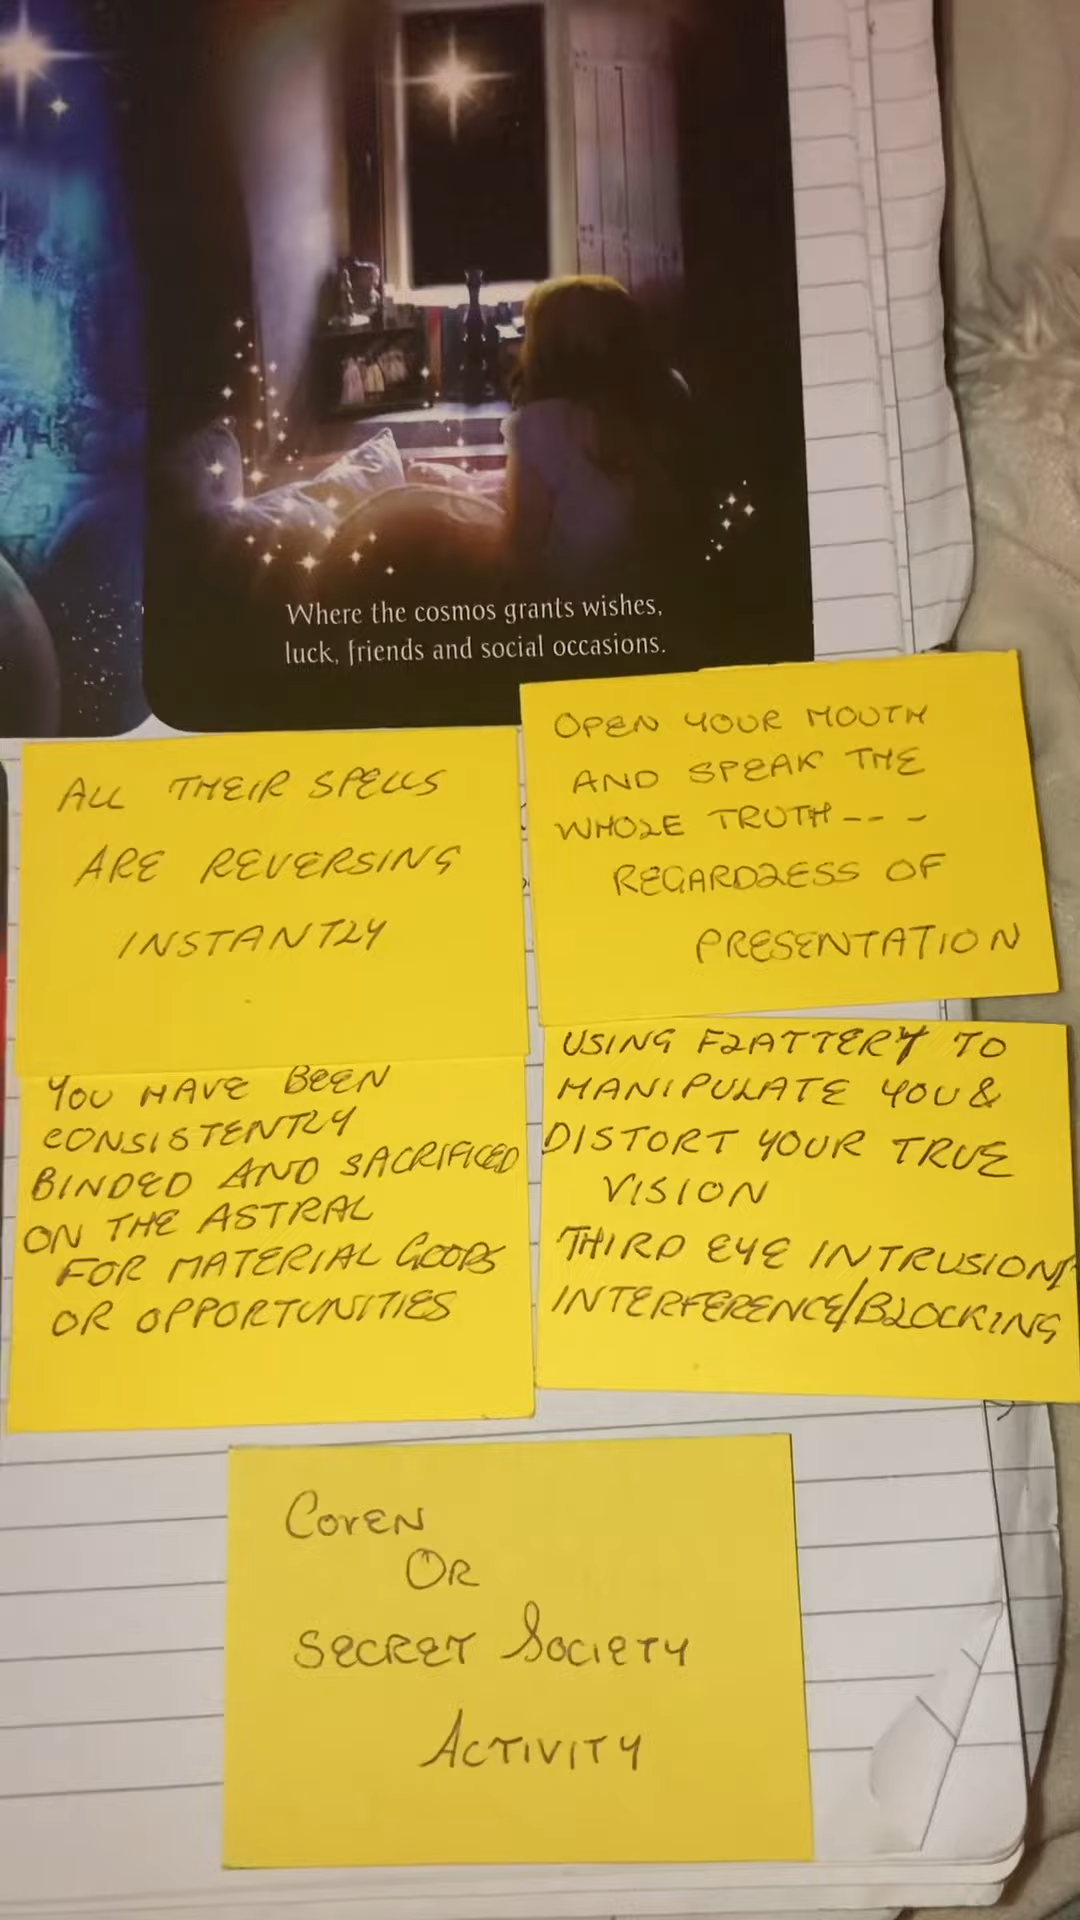 Where the cosmos grants wishes,
luck, friends and social occasions.
ALL THEIR SPELLS
ARE REVERSING
INSTANTLY
OPEN YOUR MOUTH
AND SPEAK THE
WHOLE TRUTH---
REGARDLESS OF
PRESENTATION
YOU HAVE BEEN
CONSISTENTLY
BINDED AND SACRIFICED
ON THE ASTRAL
FOR MATERIAL GOODS
OR OPPORTUNITIES
USING FLATTERY TO
MANIPULATE YOU &
DISTORT YOUR TRUE
VISION
THIRD EYE INTRUSION/
INTERFERENCE/BLOCKING
COVEN
OR
SECRET SOCIETY
ACTIVITY